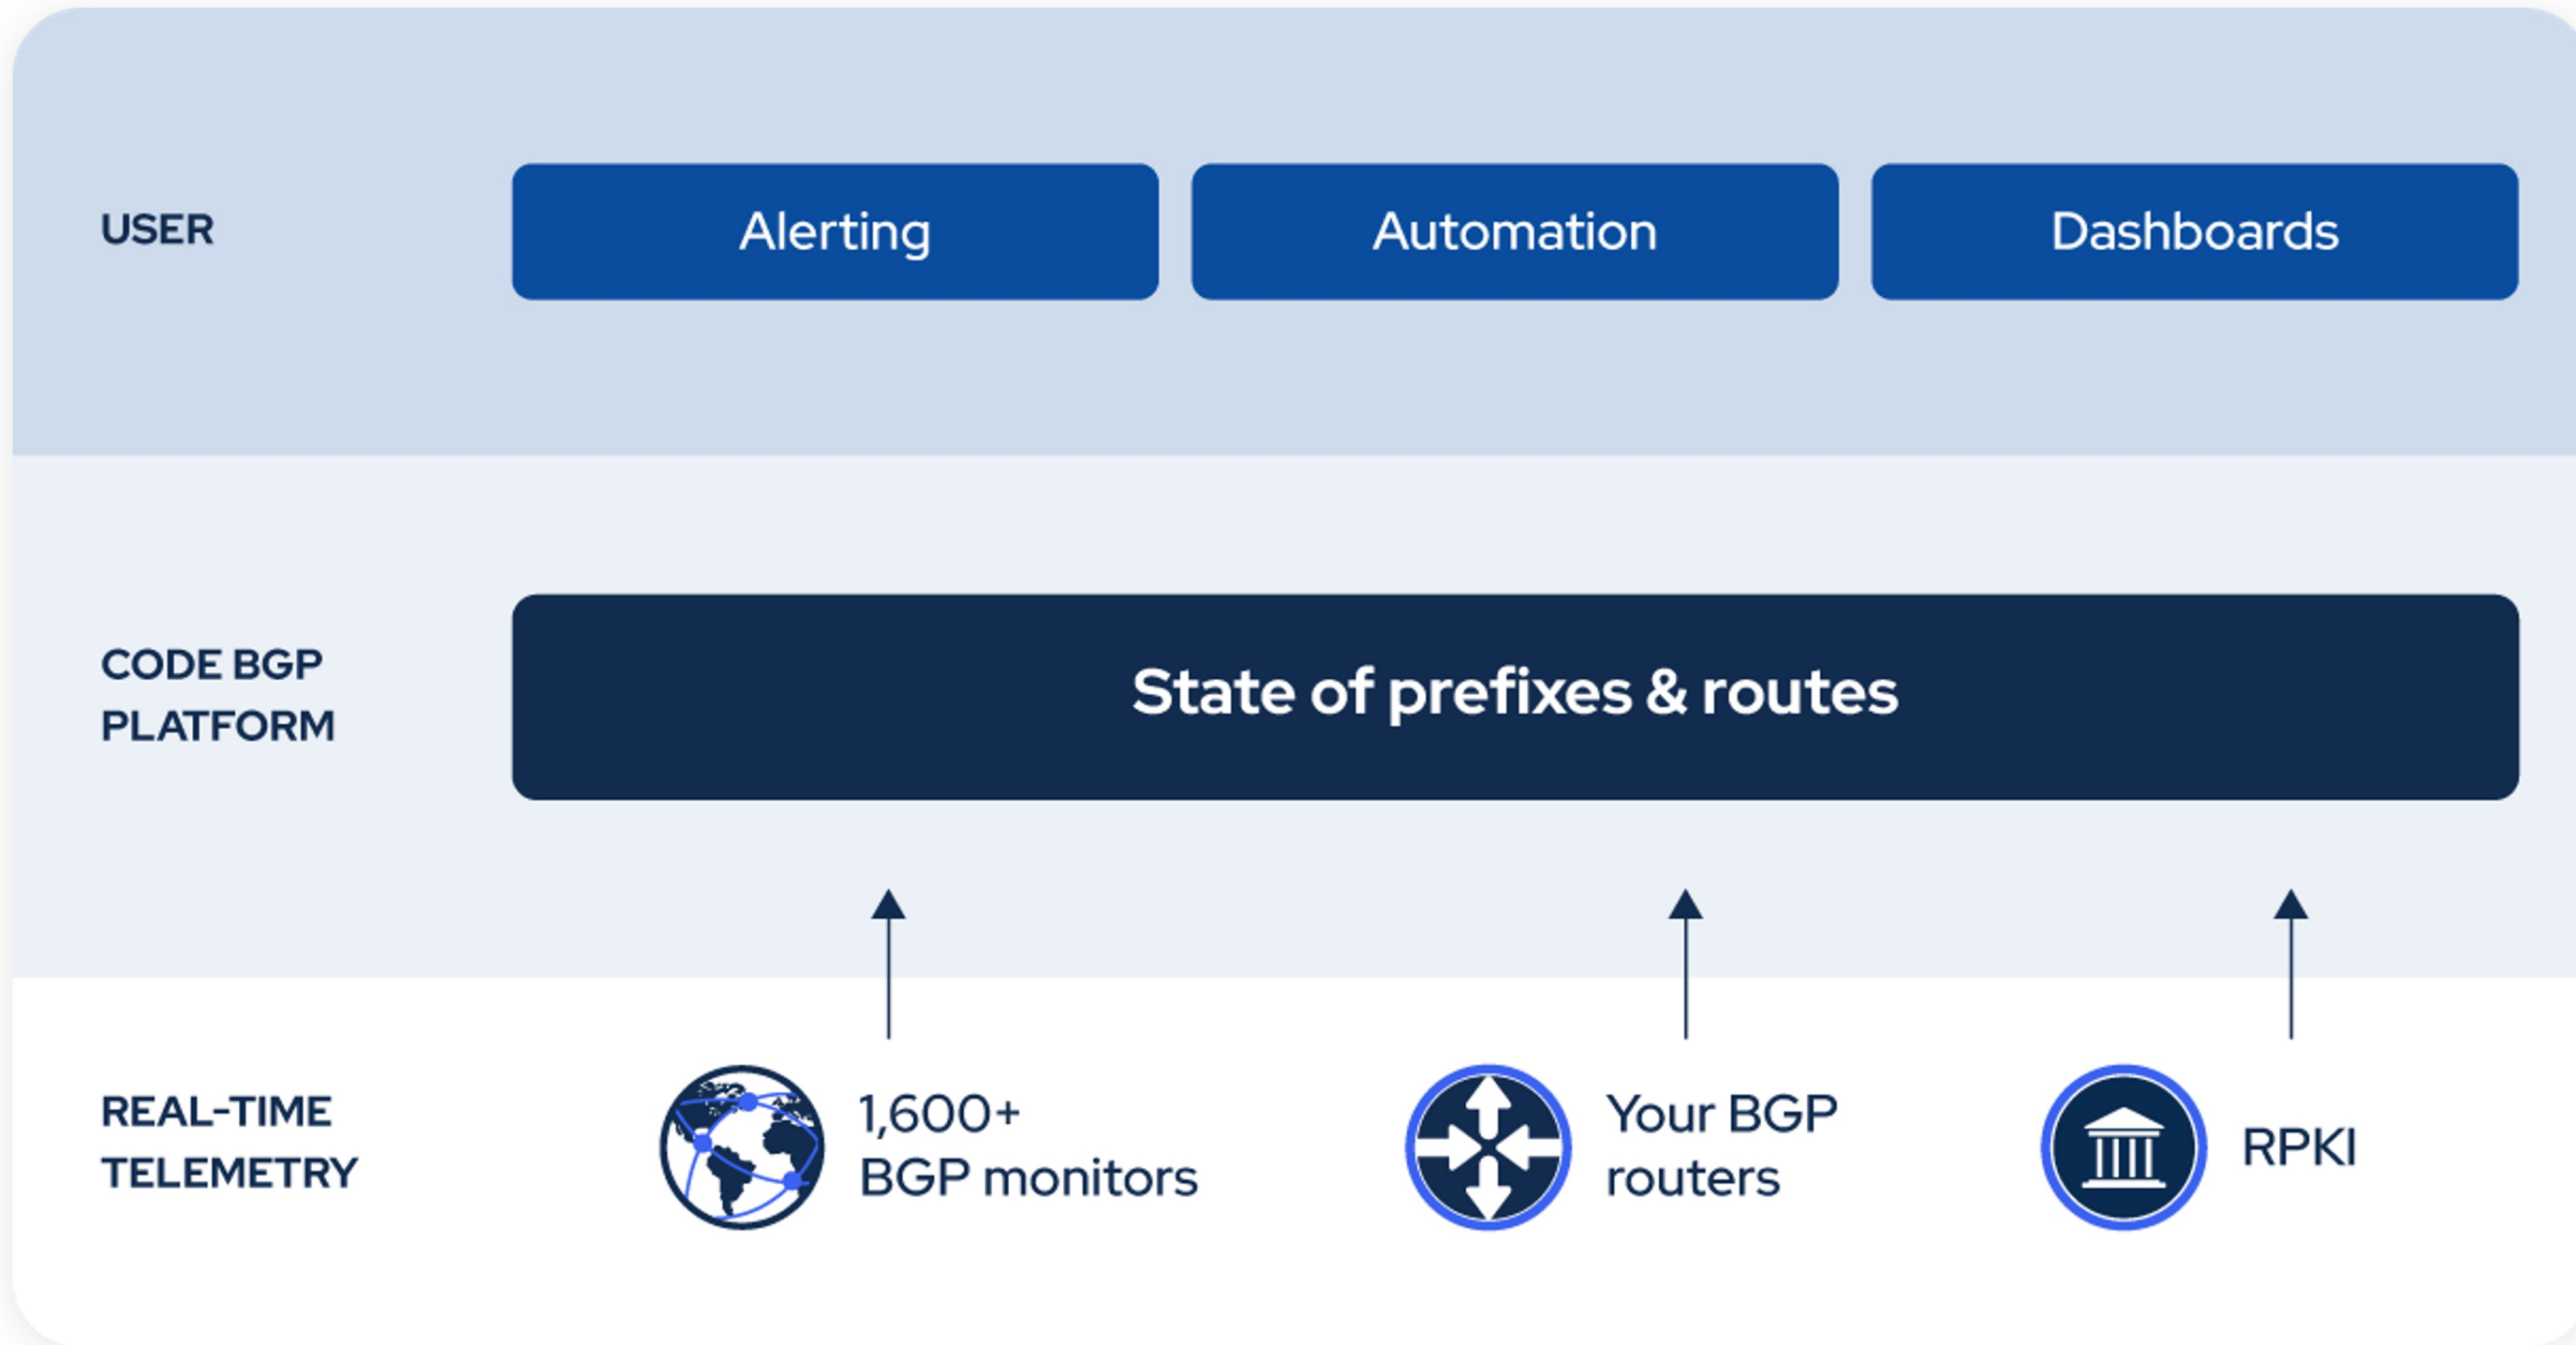 USER
Alerting
Automation
Dashboards
CODE BGP
PLATFORM
State of prefixes & routes
REAL-TIME
TELEMETRY
1,600+
BGP monitors
Your BGP
routers
RPKI